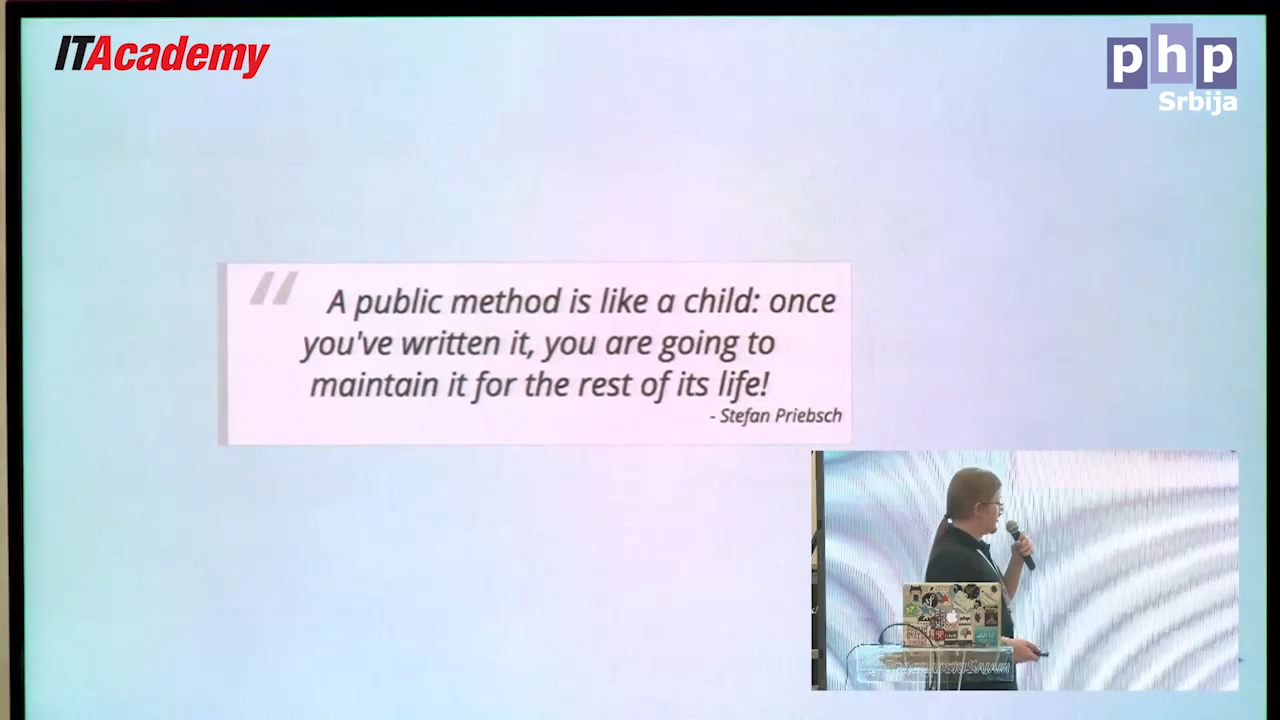 ITAcademy
php
Srbija
“ A public method is like a child: once
you've written it, you are going to
maintain it for the rest of its life!
- Stefan Priebsch